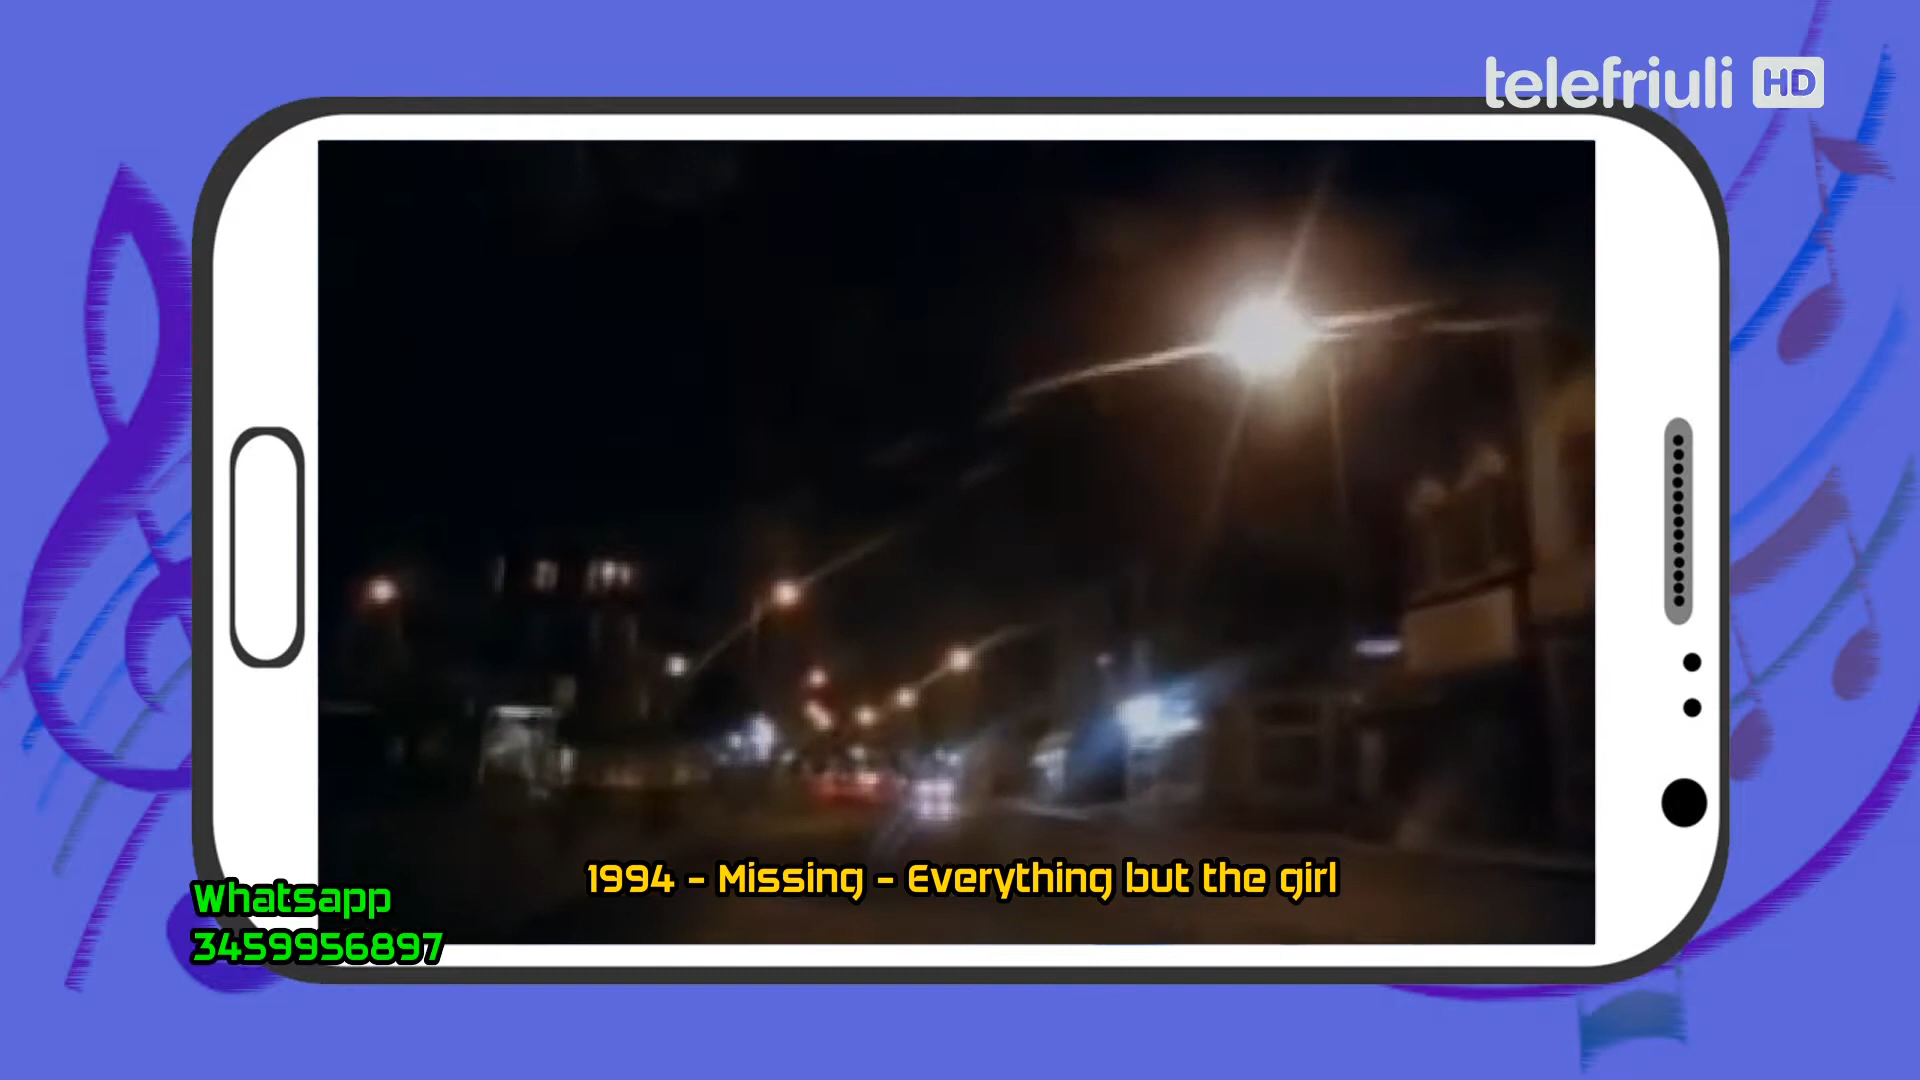 telefriuli HD
1994 - Missing - Everything but the girl
Whatsapp
3459956897